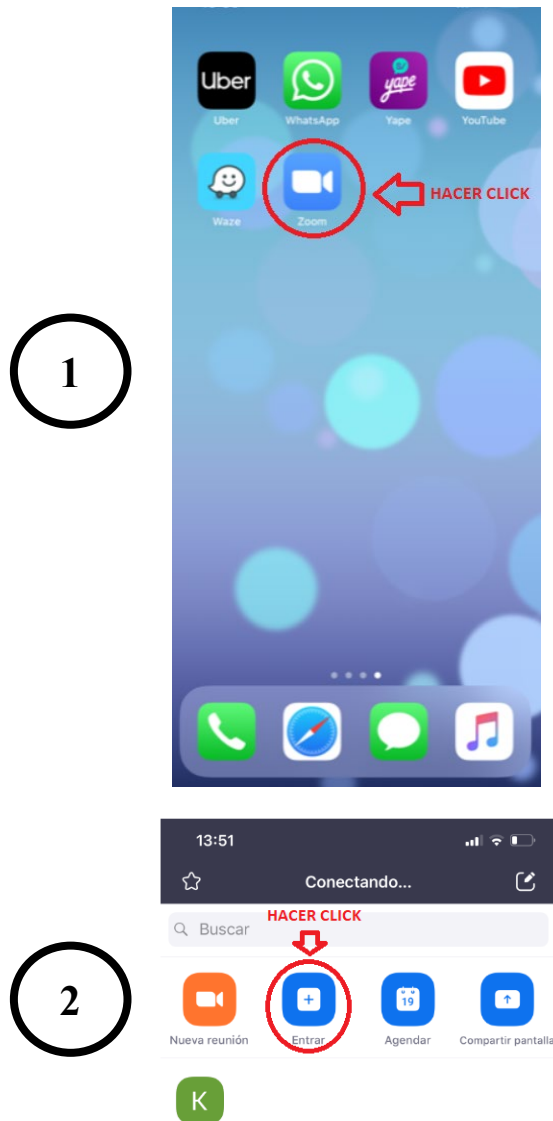 Uber
yape
Uber WhatsApp Yape YouTube
HACER CLICK
Waze Zoom
1
13:51
Conectando...
HACER CLICK
Buscar
2
19
Nueva reunión Entrar Agendar Compartir pantalla
K